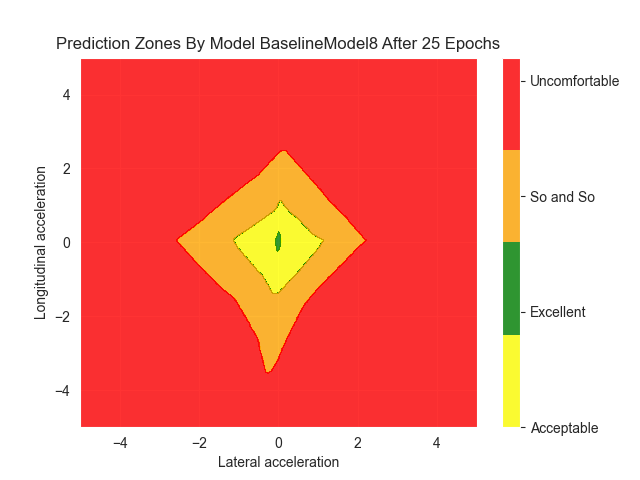 Prediction Zones By Model BaselineModel8 After 25 Epochs
Uncomfortable
So and So
Excellent
Acceptable
Longitudinal acceleration
4
2
0
−2
−4
−4
−2
0
2
4
Lateral acceleration